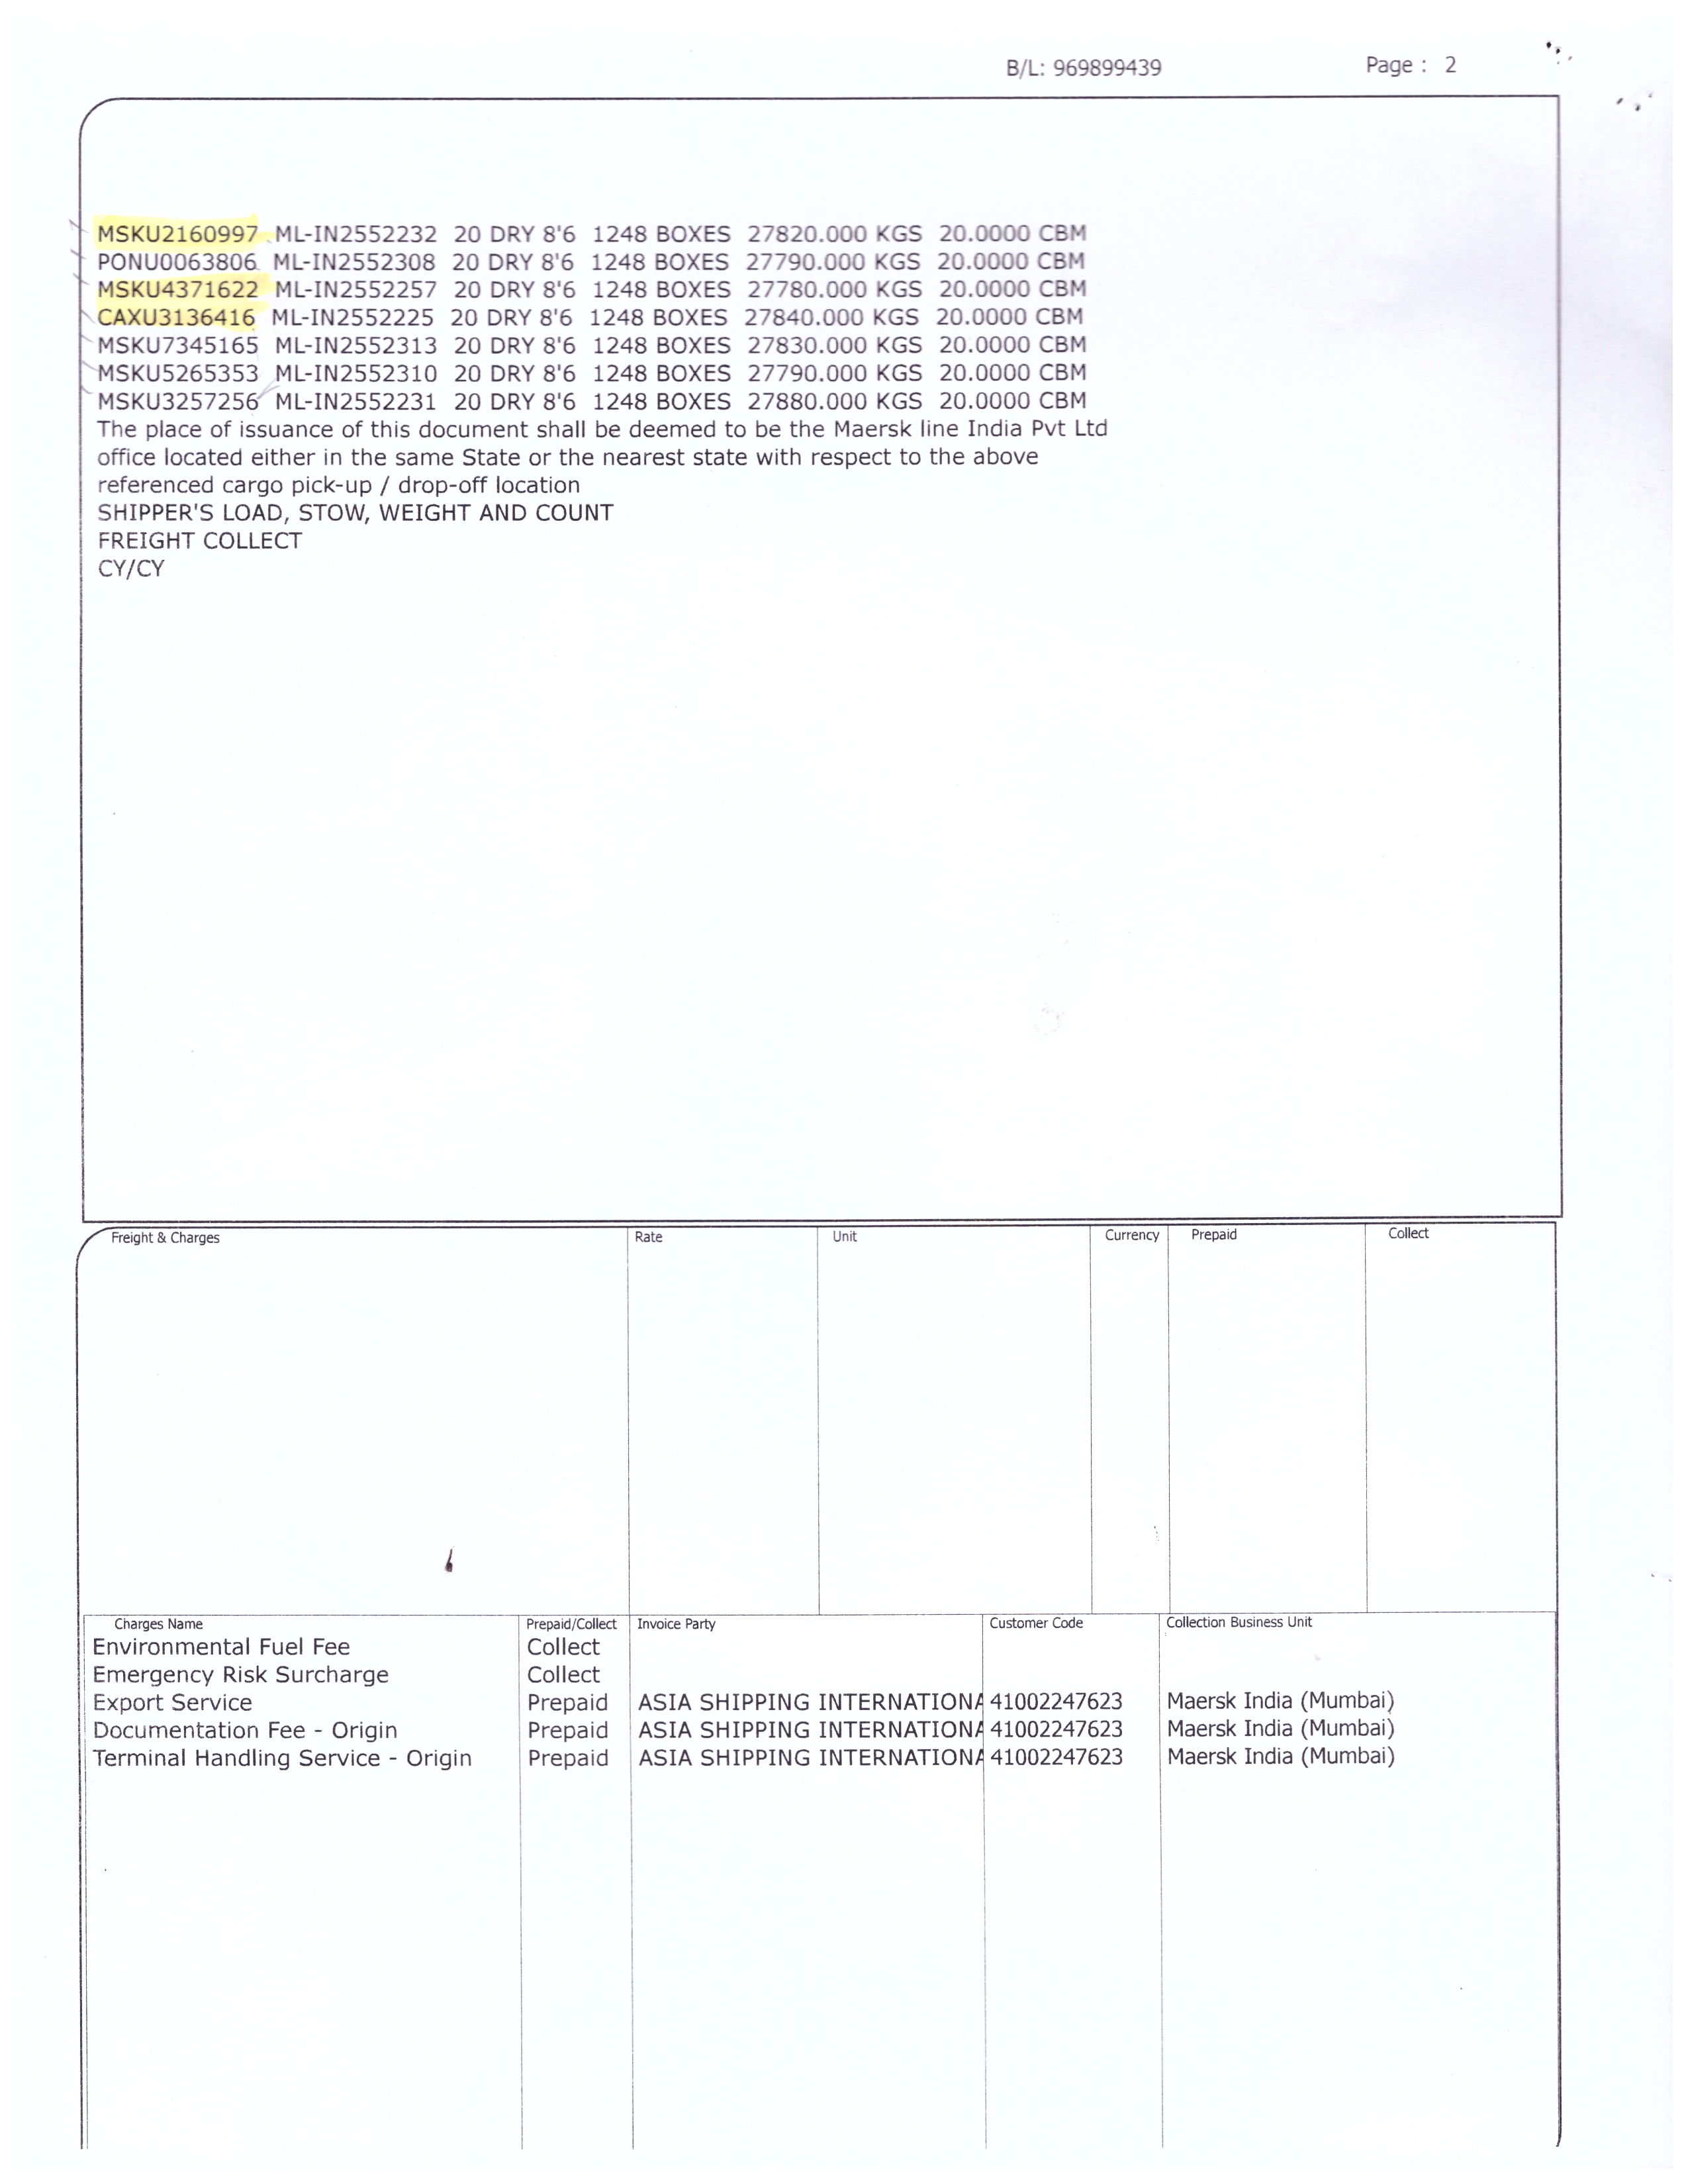 B/L: 969899439 Page : 2
MSKU2160997 ML-IN2552232 20 DRY 8'6 1248 BOXES 27820.000 KGS 20.0000 CBM
PONU0063806 ML-IN2552308 20 DRY 8'6 1248 BOXES 27790.000 KGS 20.0000 CBM
MSKU4371622 ML-IN2552257 20 DRY 8'6 1248 BOXES 27780.000 KGS 20.0000 CBM
CAXU3136416 ML-IN2552225 20 DRY 8'6 1248 BOXES 27840.000 KGS 20.0000 CBM
MSKU7345165 ML-IN2552313 20 DRY 8'6 1248 BOXES 27830.000 KGS 20.0000 CBM
MSKU5265353 ML-IN2552310 20 DRY 8'6 1248 BOXES 27790.000 KGS 20.0000 CBM
MSKU3257256 ML-IN2552231 20 DRY 8'6 1248 BOXES 27880.000 KGS 20.0000 CBM
The place of issuance of this document shall be deemed to be the Maersk line India Pvt Ltd
office located either in the same State or the nearest state with respect to the above
referenced cargo pick-up / drop-off location
SHIPPER'S LOAD, STOW, WEIGHT AND COUNT
FREIGHT COLLECT
CY/CY
Freight & Charges Rate Unit Currency Prepaid Collect
Charges Name Prepaid/Collect Invoice Party Customer Code Collection Business Unit
Environmental Fuel Fee Collect
Emergency Risk Surcharge Collect
Export Service Prepaid ASIA SHIPPING INTERNATIONA 41002247623 Maersk India (Mumbai)
Documentation Fee - Origin Prepaid ASIA SHIPPING INTERNATIONA 41002247623 Maersk India (Mumbai)
Terminal Handling Service - Origin Prepaid ASIA SHIPPING INTERNATIONA 41002247623 Maersk India (Mumbai)